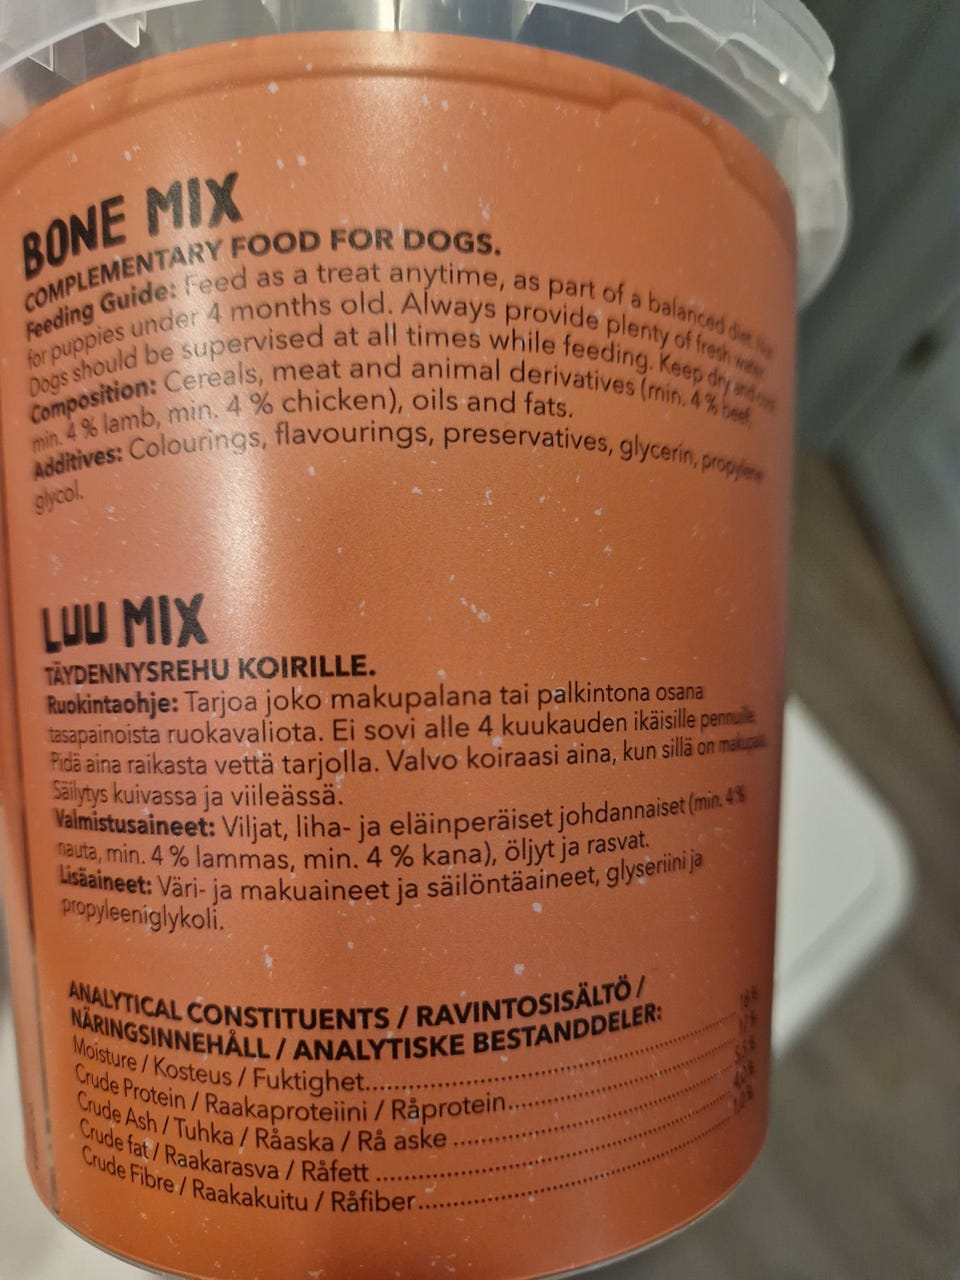 BONE MIX
COMPLEMENTARY FOOD FOR DOGS.
Feeding Guide: Feed as a treat anytime, as part of a balanced diet. Not
for puppies under 4 months old. Always provide plenty of fresh water.
Dogs should be supervised at all times while feeding. Keep dry and cool.
Composition: Cereals, meat and animal derivatives (min. 4 % beef,
min. 4 % lamb, min. 4 % chicken), oils and fats.
Additives: Colourings, flavourings, preservatives, glycerin, propylene
glycol.
LUU MIX
TÄYDENNYSREHU KOIRILLE.
Ruokintaohje: Tarjoa joko makupalana tai palkintona osana
tasapainoista ruokavaliota. Ei sovi alle 4 kuukauden ikäisille pennuille.
Pidä aina raikasta vettä tarjolla. Valvo koiraasi aina, kun sillä on makupala.
Säilytys kuivassa ja viileässä.
Valmistusaineet: Viljat, liha- ja eläinperäiset johdannaiset (min. 4 %
nauta, min. 4 % lammas, min. 4 % kana), öljyt ja rasvat.
Lisäaineet: Väri- ja makuaineet ja säilöntäaineet, glyseriini ja
propyleeniglykoli.
ANALYTICAL CONSTITUENTS / RAVINTOSISÄLTÖ /
NÄRINGSINNEHÅLL / ANALYTISKE BESTANDDELER:
Moisture / Kosteus / Fuktighet
Crude Protein / Raakaproteiini / Råprotein
Crude Ash / Tuhka / Råaska / Rå aske
Crude fat / Raakarasva / Råfett
Crude Fibre / Raakakuitu / Råfiber